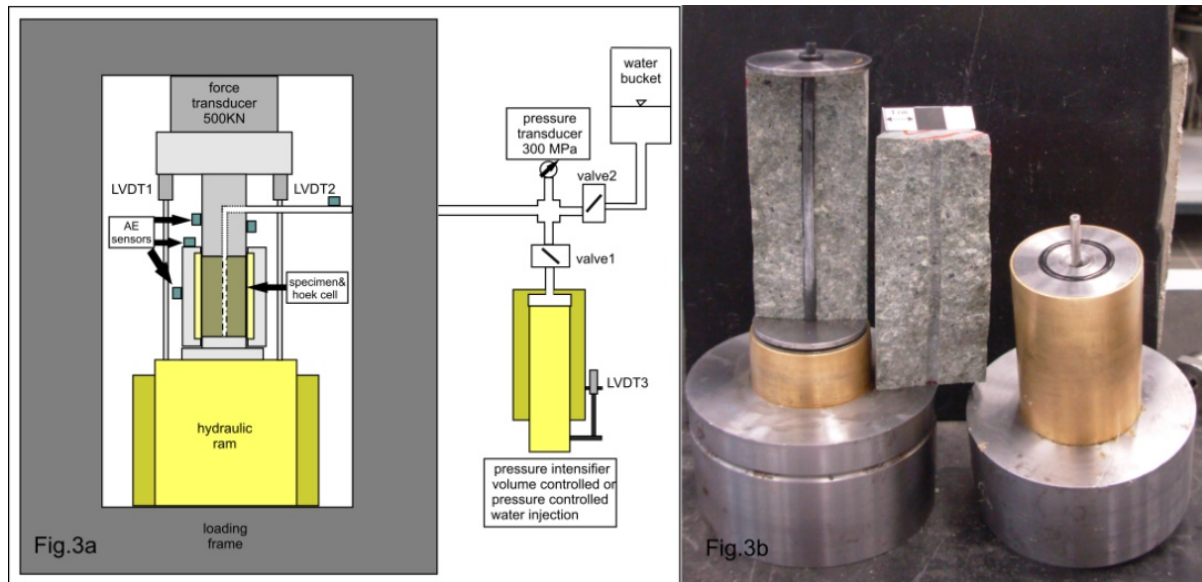 force
transducer
500KN
LVDT1
LVDT2
AE
sensors
specimen&
hoek cell
hydraulic
ram
loading
frame
Fig.3a
water
bucket
pressure
transducer
300 MPa
valve2
valve1
LVDT3
pressure intensifier
volume controlled or
pressure controlled
water injection
Fig.3b